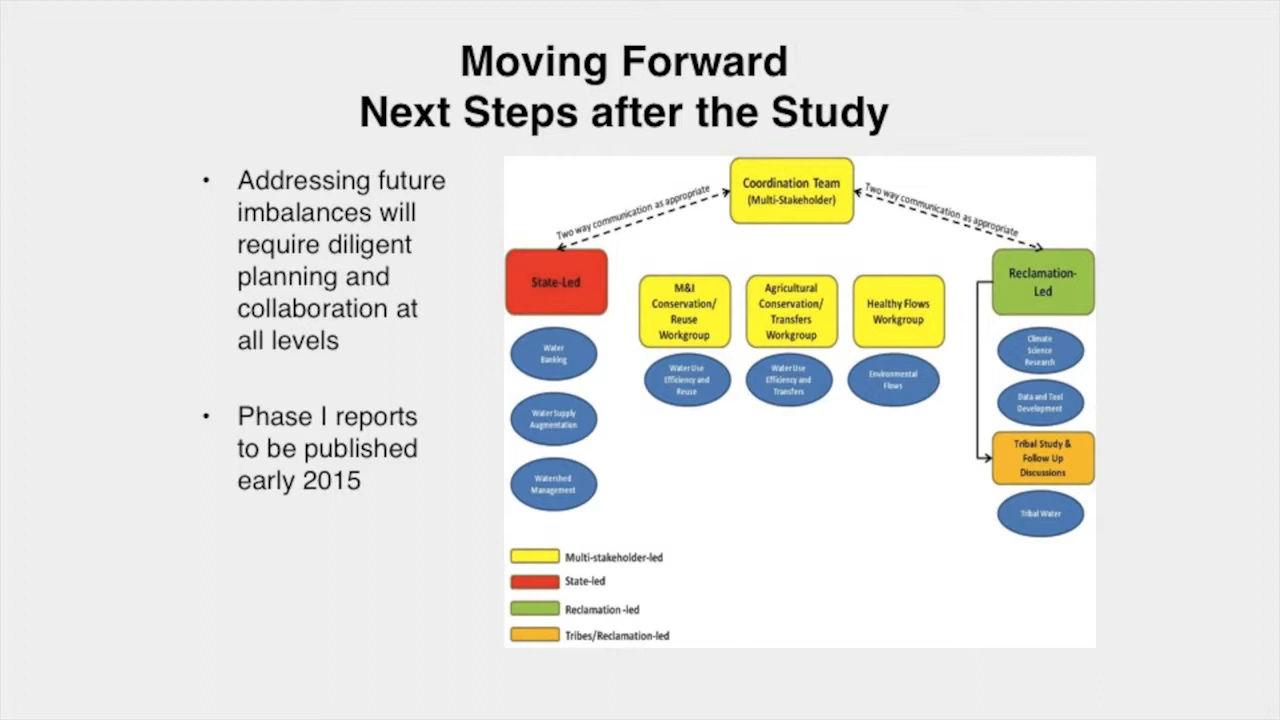 Moving Forward
Next Steps after the Study
• Addressing future
imbalances will
require diligent
planning and
collaboration at
all levels
• Phase I reports
to be published
early 2015
Coordination Team
(Multi-Stakeholder)
Two way communication as appropriate
Two way communication as appropriate
State-Led
Water
Banking
Water Supply
Augmentation
Watershed
Management
M&I
Conservation/
Reuse
Workgroup
Water Use
Efficiency and
Reuse
Agricultural
Conservation/
Transfers
Workgroup
Water Use
Efficiency and
Transfers
Healthy Flows
Workgroup
Environmental
Flows
Reclamation-
Led
Climate
Science
Research
Data and Tool
Development
Tribal Study &
Follow Up
Discussions
Tribal Water
Multi-stakeholder-led
State-led
Reclamation -led
Tribes/Reclamation-led